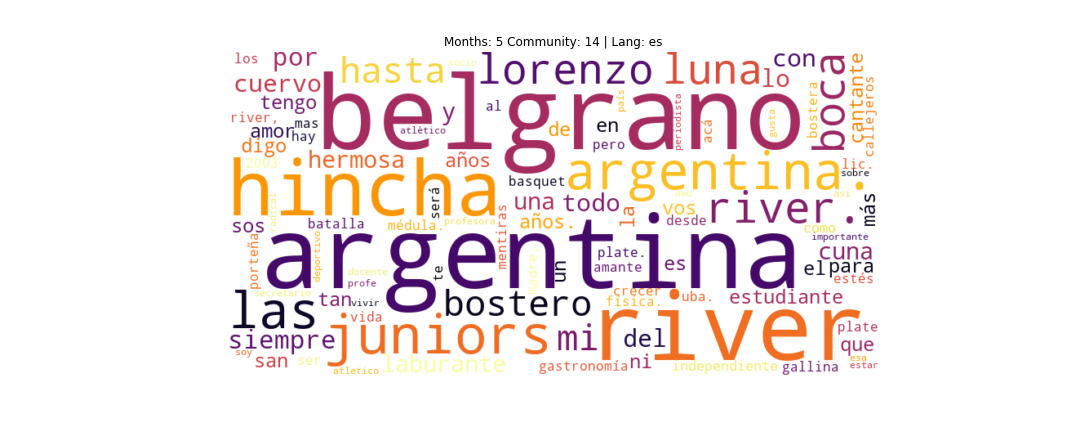 Months: 5 Community: 14 | Lang: es
los por hasta socio lorenzo luna con lo boca cantante
cuervo belgrano país bostera callejeros
tengo y al periodista acá gusta
river, mas atlético de en
amor hay pero
digo hermosa años argentina. lic.
2003 hincha basquet sobre
radical será una todo vos river. más
sos batalla médula. profesora años. la desde como
porteña deportivo argentina mentiras plate. es importante cuna
docente te un amante el para
profe madre crecer estés
las secretario tan vivir bostero física. uba. estudiante
siempre vida juniors mi del river plate que
soy san ser laburante ni independiente gallina esa
atletico gastronomía estar